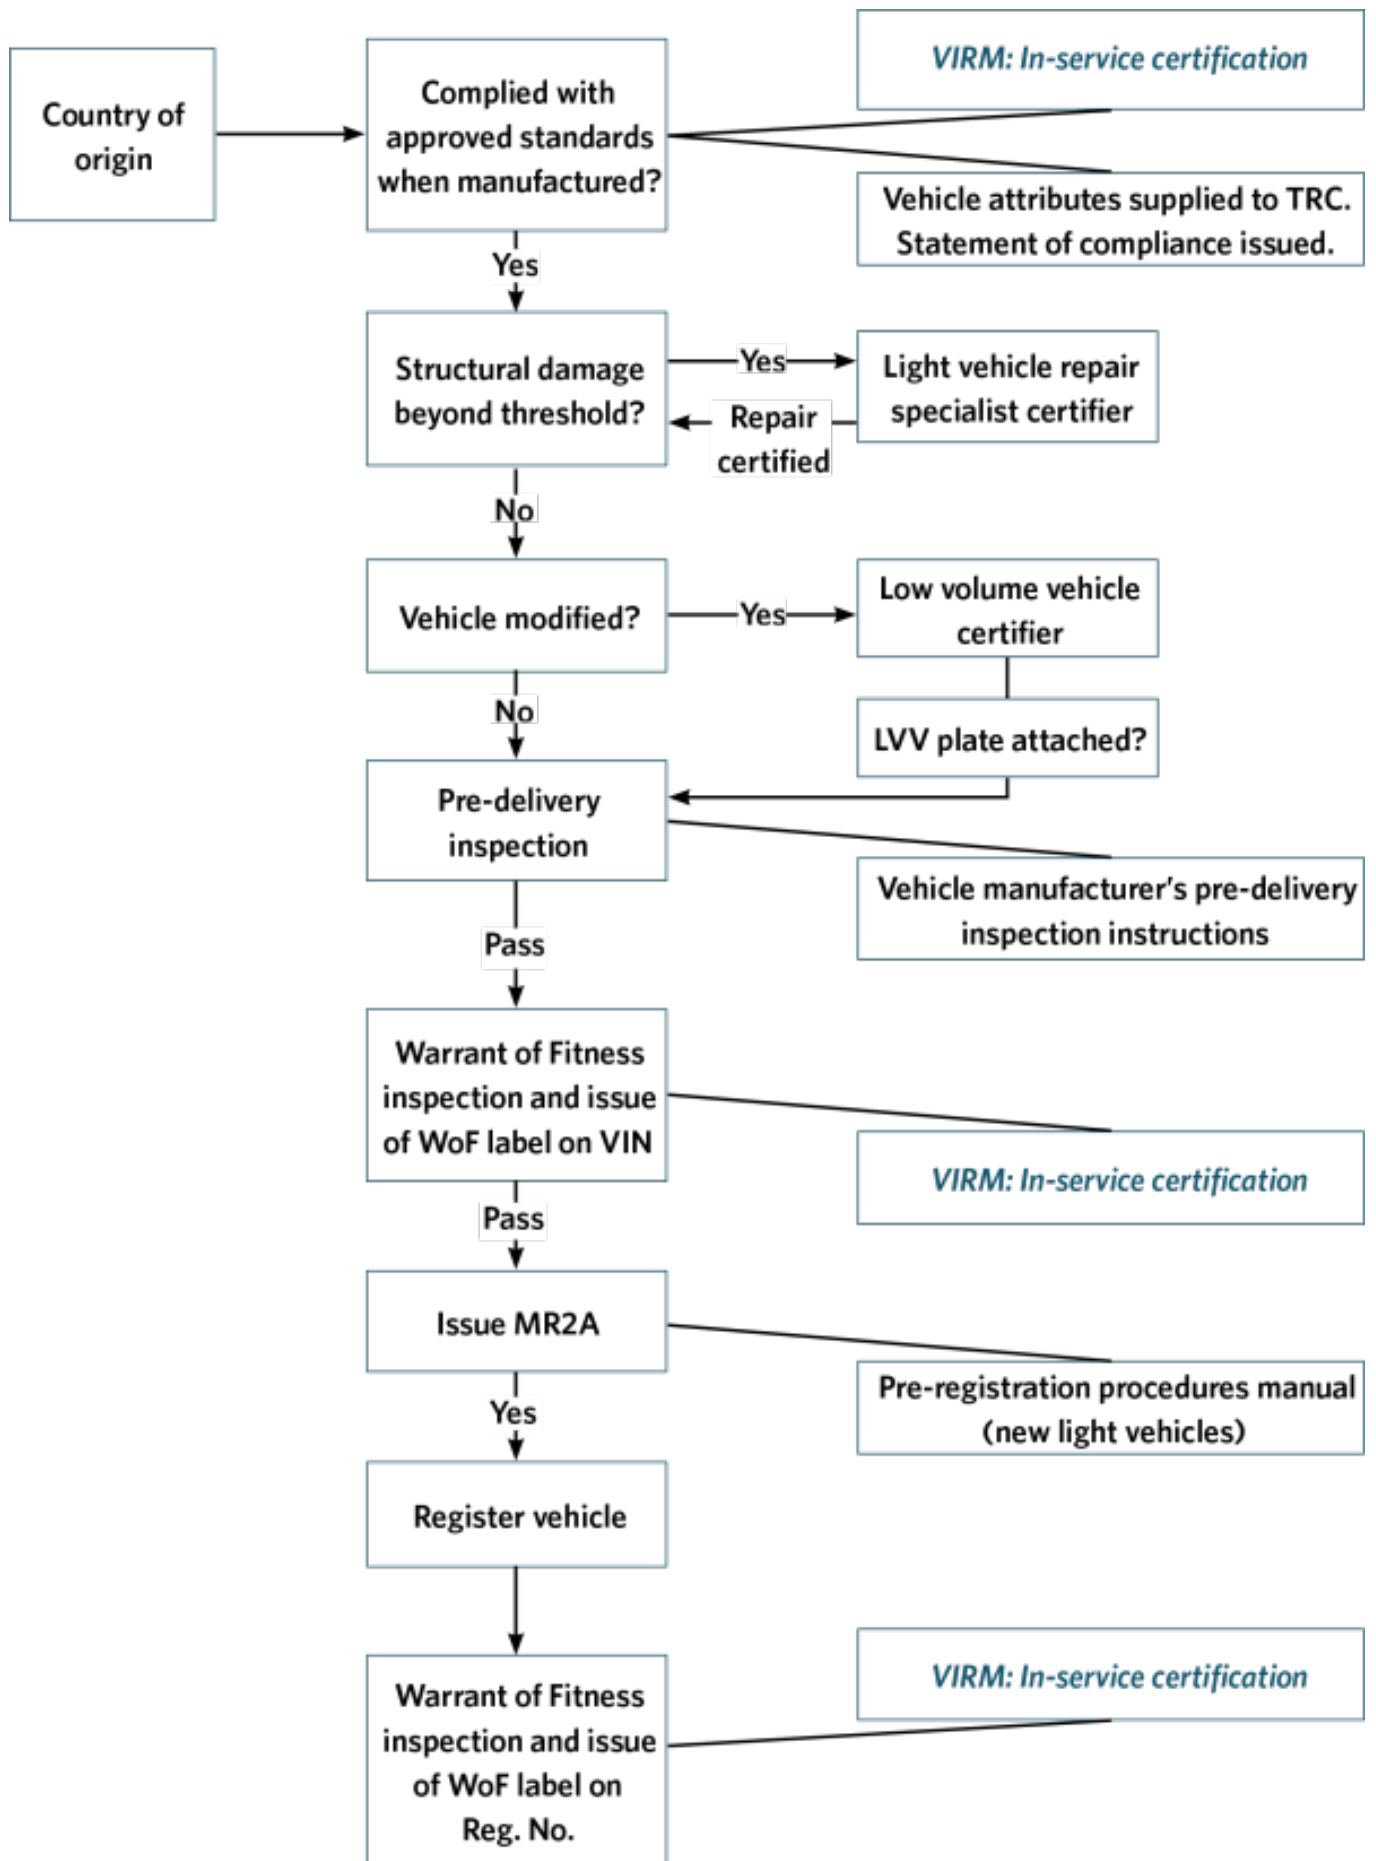 Country of
origin
Complied with
approved standards
when manufactured?
VIRM: In-service certification
Vehicle attributes supplied to TRC.
Statement of compliance issued.
Yes
Structural damage
beyond threshold?
Yes
Light vehicle repair
specialist certifier
Repair
certified
No
Vehicle modified?
Yes
Low volume vehicle
certifier
No
LVV plate attached?
Pre-delivery
inspection
Vehicle manufacturer's pre-delivery
inspection instructions
Pass
Warrant of Fitness
inspection and issue
of WoF label on VIN
VIRM: In-service certification
Pass
Issue MR2A
Pre-registration procedures manual
(new light vehicles)
Yes
Register vehicle
VIRM: In-service certification
Warrant of Fitness
inspection and issue
of WoF label on
Reg. No.